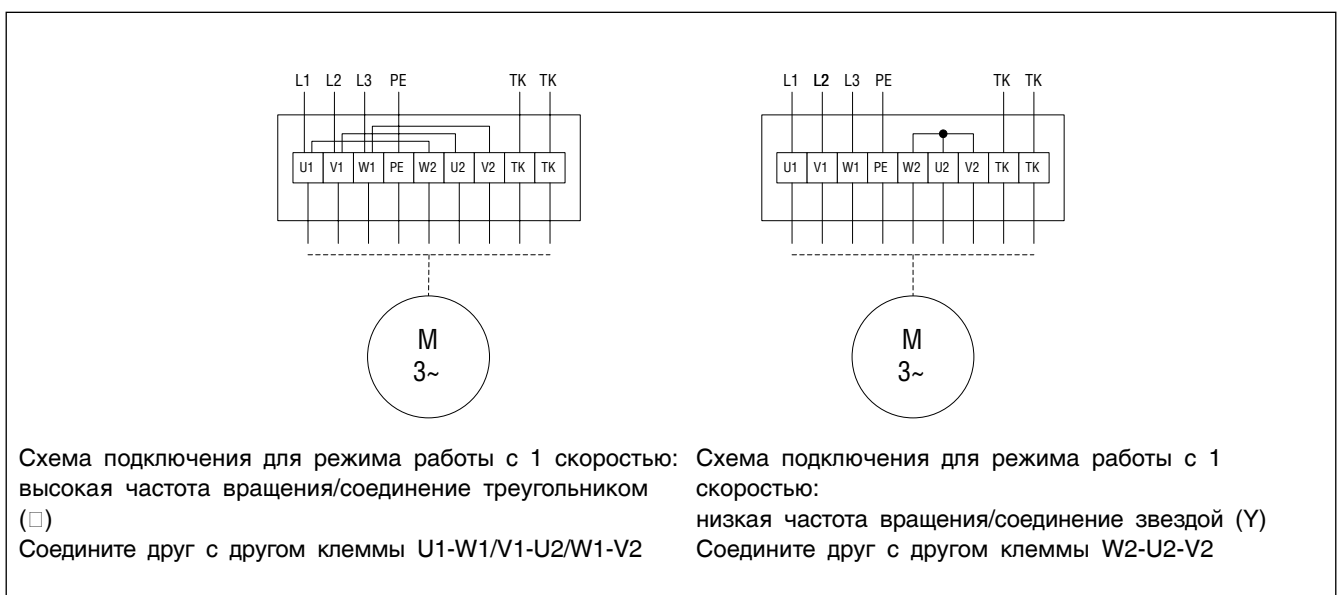 L1 L2 L3 PE TK TK
U1 V1 W1 PE W2 U2 V2 TK TK
M
3~
Схема подключения для режима работы с 1 скоростью:
высокая частота вращения/соединение треугольником
(□)
Соедините друг с другом клеммы U1-W1/V1-U2/W1-V2
L1 L2 L3 PE TK TK
U1 V1 W1 PE W2 U2 V2 TK TK
M
3~
Схема подключения для режима работы с 1
скоростью:
низкая частота вращения/соединение звездой (Y)
Соедините друг с другом клеммы W2-U2-V2